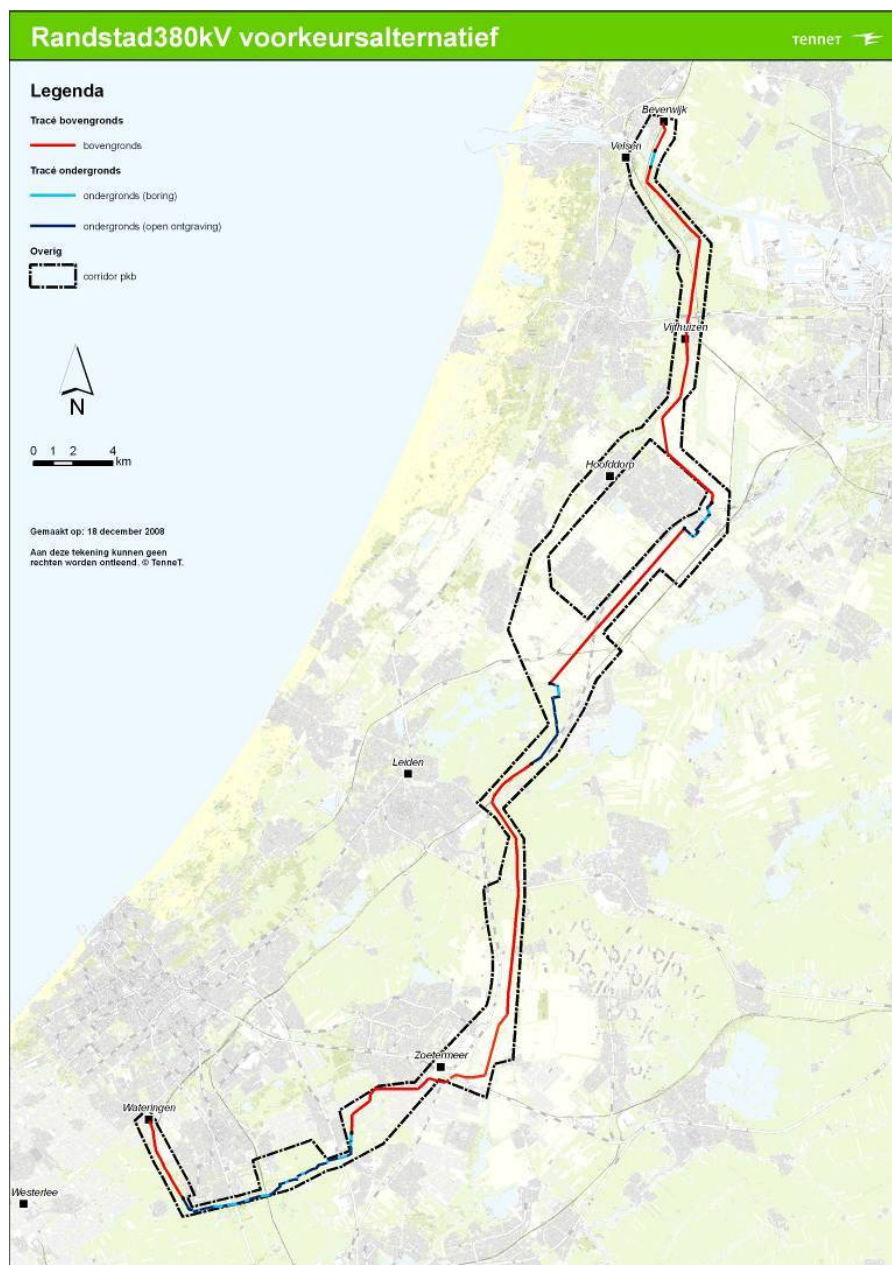 Randstad380kV voorkeursalternatief
TenneT
Legenda
Tracé bovengronds
bovengronds
Tracé ondergronds
ondergronds (boring)
ondergronds (open ontgraving)
Overig
corridor pkb
N
0 1 2 4
km
Gemaakt op: 18 december 2008
Aan deze tekening kunnen geen
rechten worden ontleend. © TenneT.
Beverwijk
Velsen
Vijfhuizen
Hoofddorp
Leiden
Zoetermeer
Wateringen
Westerlee